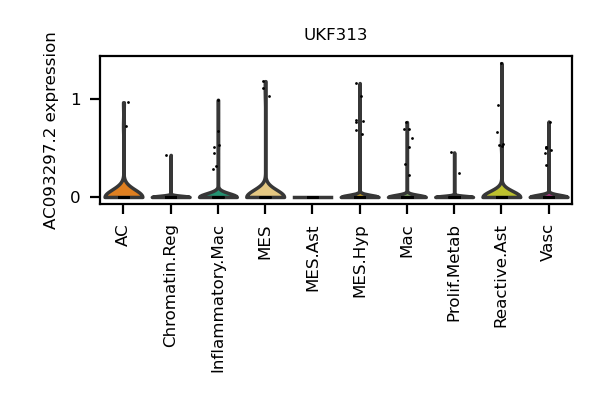 UKF313
AC093297.2 expression
1
0
AC
Chromatin.Reg
Inflammatory.Mac
MES
MES.Ast
MES.Hyp
Mac
Prolif.Metab
Reactive.Ast
Vasc